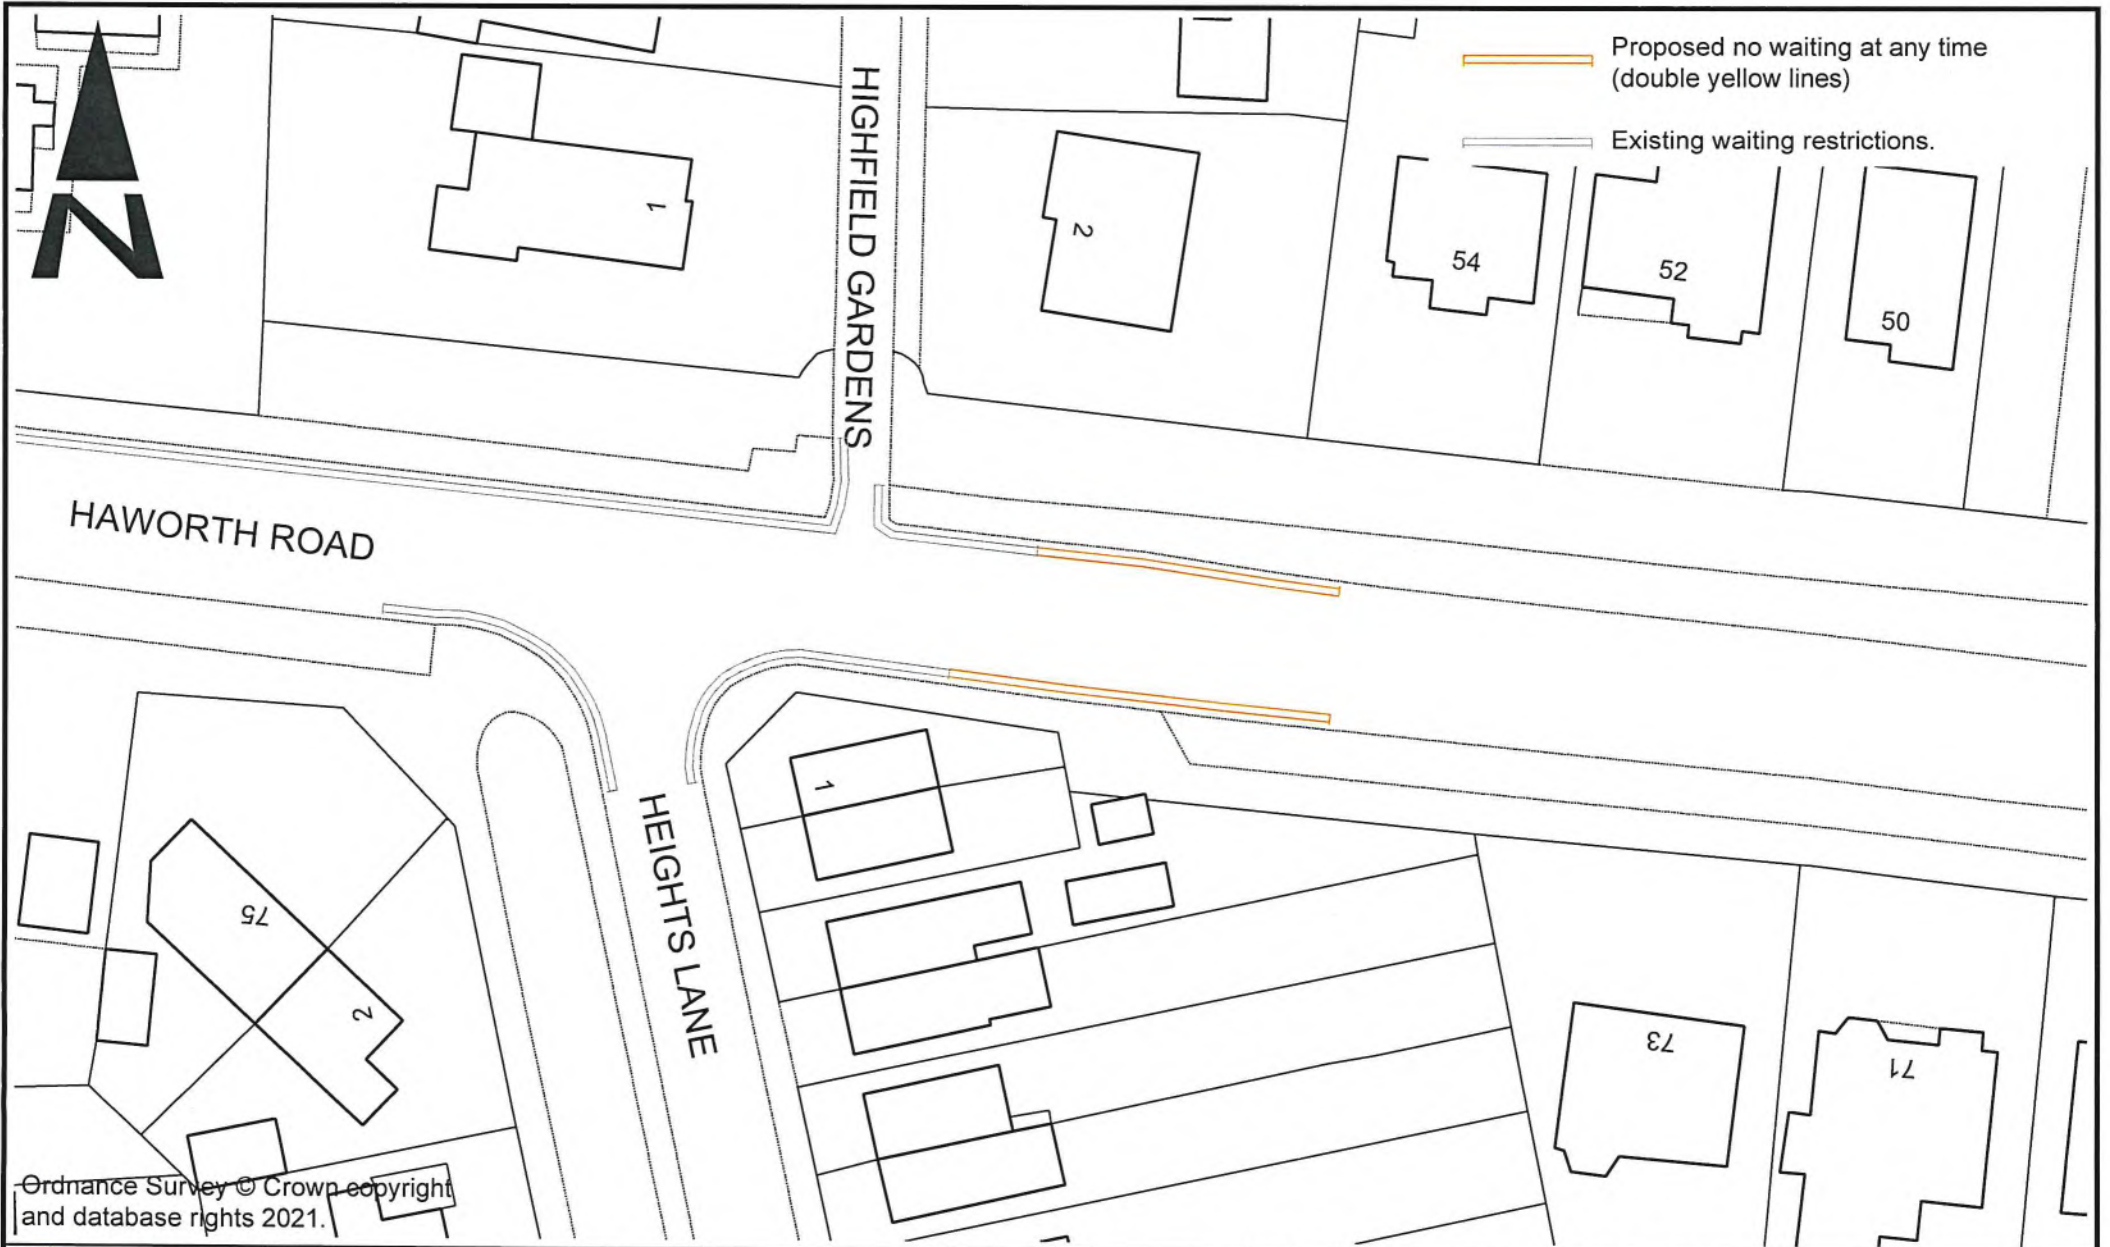 Proposed no waiting at any time
(double yellow lines)
Existing waiting restrictions.
N
HIGHFIELD GARDENS
1
2
54
52
50
HAWORTH ROAD
1
HEIGHTS LANE
75
2
73
71
Ordnance Survey © Crown copyright
and database rights 2021.